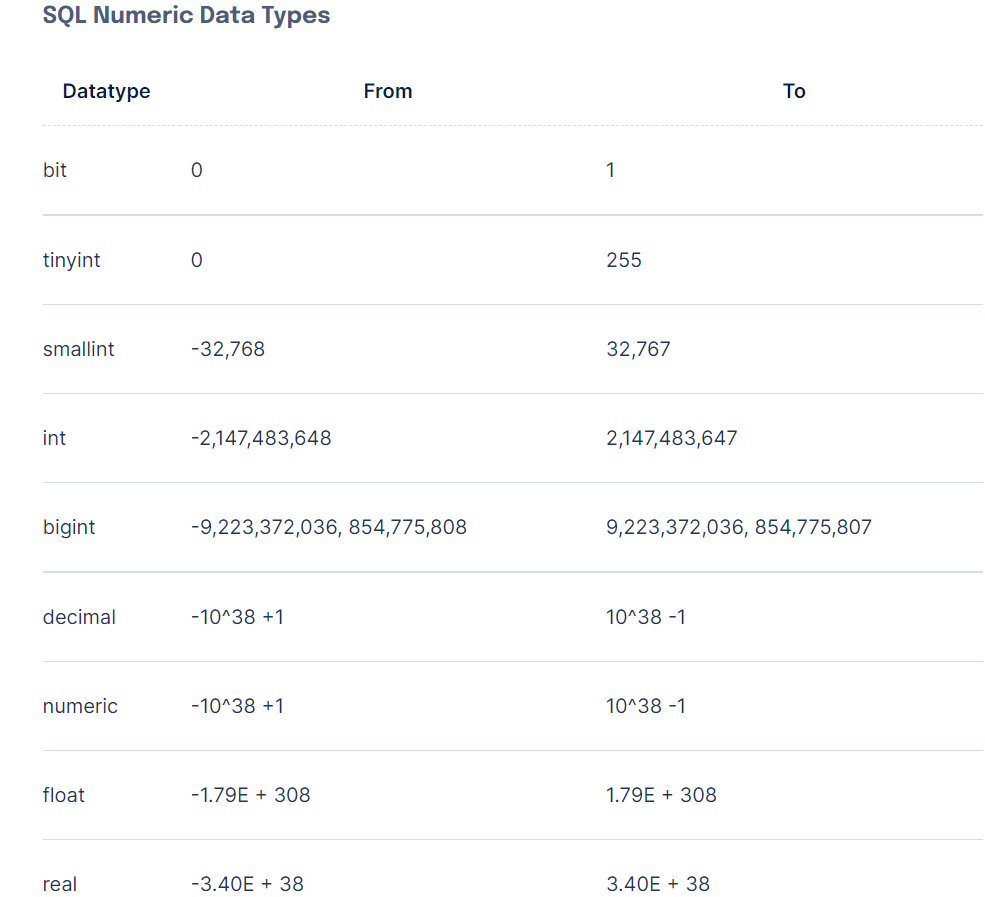 SQL Numeric Data Types
Datatype From To
bit 0 1
tinyint 0 255
smallint -32,768 32,767
int -2,147,483,648 2,147,483,647
bigint -9,223,372,036, 854,775,808 9,223,372,036, 854,775,807
decimal -10^38 +1 10^38 -1
numeric -10^38 +1 10^38 -1
float -1.79E + 308 1.79E + 308
real -3.40E + 38 3.40E + 38